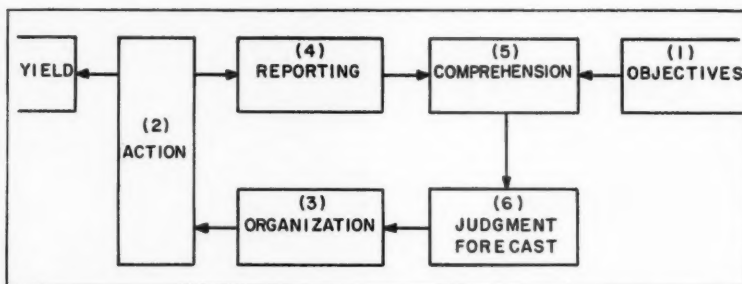 YIELD
(2)
ACTION
(4)
REPORTING
(5)
COMPREHENSION
(1)
OBJECTIVES
(3)
ORGANIZATION
(6)
JUDGMENT
FORECAST